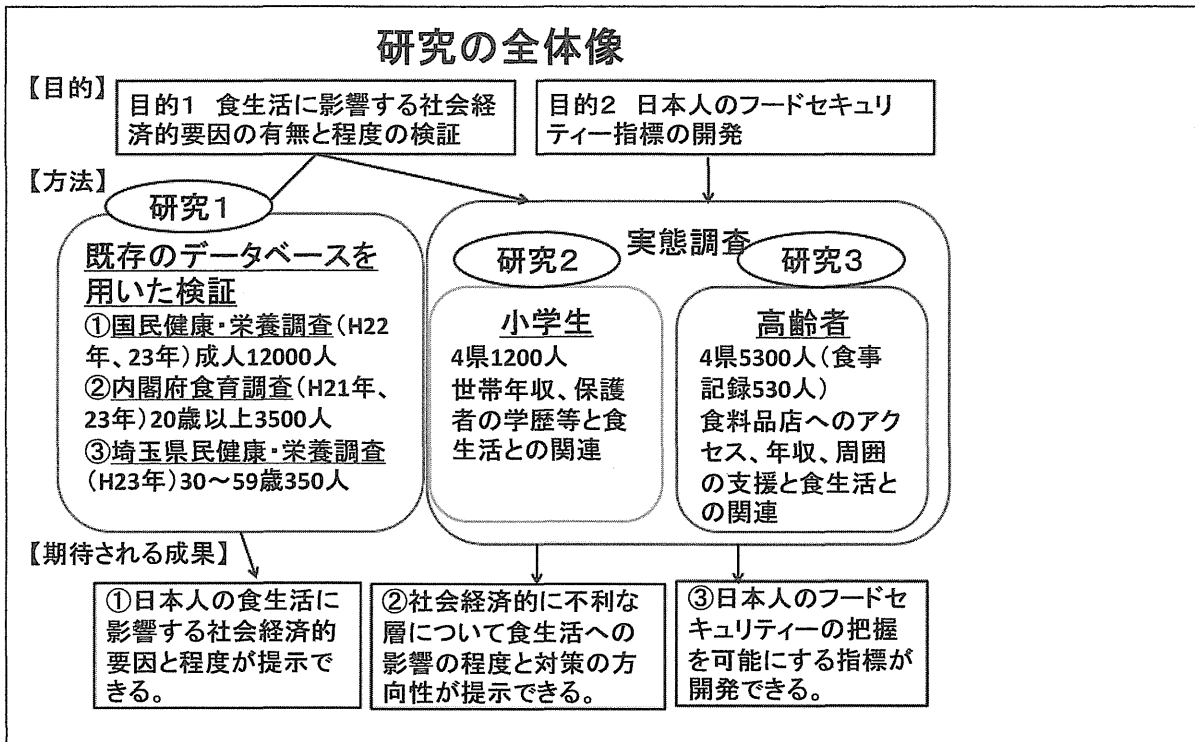 研究の全体像
【目的】
目的1 食生活に影響する社会経
済的要因の有無と程度の検証
目的2 日本人のフードセキュリ
ティー指標の開発
【方法】
研究1
既存のデータベースを
用いた検証
①国民健康・栄養調査(H22
年、23年)成人12000人
②内閣府食育調査(H21年、
23年)20歳以上3500人
③埼玉県民健康・栄養調査
(H23年)30～59歳350人
実態調査
研究2
小学生
4県1200人
世帯年収、保護
者の学歴等と食
生活との関連
研究3
高齢者
4県5300人(食事
記録530人)
食料品店へのアク
セス、年収、周囲
の支援と食生活と
の関連
【期待される成果】
①日本人の食生活に
影響する社会経済的
要因と程度が提示で
きる。
②社会経済的に不利な
層について食生活への
影響の程度と対策の方
向性が提示できる。
③日本人のフードセ
キュリティーの把握
を可能にする指標が
開発できる。